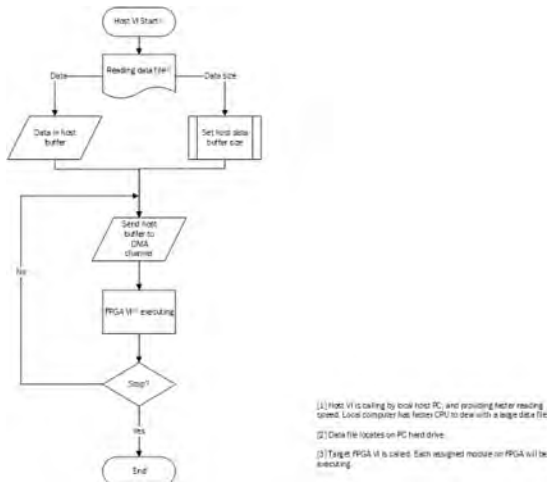 Host VI Start[1]
Reading data file[2]
Data
Data size
Data in host
buffer
Set host data
buffer size
Send host
buffer to
DMA
channel
No
FPGA VI[3] executing
Stop?
Yes
End
[1] Host VI is calling by local host PC, and providing faster reading
speed. Local computer has faster CPU to deal with a large data file
[2] Data file locates on PC hard drive
[3] Target FPGA VI is called. Each assigned module on FPGA will be
executing.